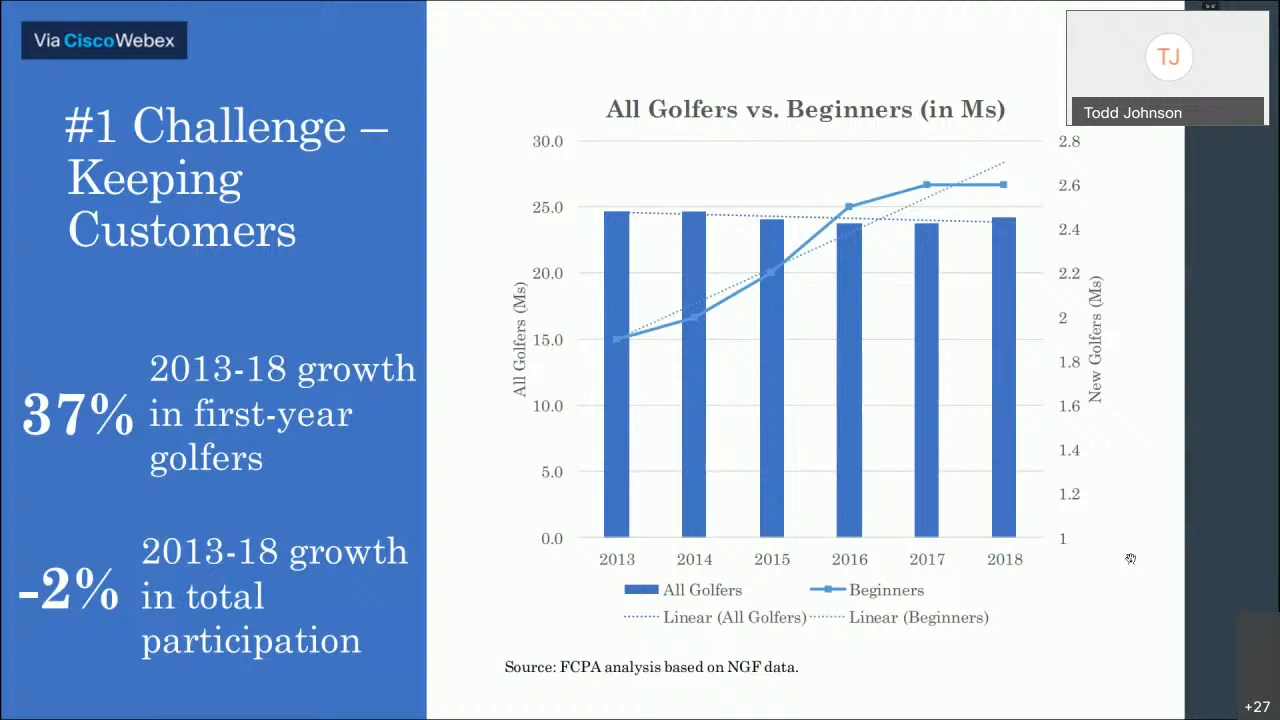 Via CiscoWebex
#1 Challenge –
Keeping
Customers
37%
2013-18 growth
in first-year
golfers
-2%
2013-18 growth
in total
participation
All Golfers vs. Beginners (in Ms)
30.0
25.0
20.0
15.0
10.0
5.0
0.0
All Golfers (Ms)
2.8
2.6
2.4
2.2
2
1.8
1.6
1.4
1.2
1
New Golfers (Ms)
2013 2014 2015 2016 2017 2018
All Golfers Beginners
Linear (All Golfers) Linear (Beginners)
Source: FCPA analysis based on NGF data.
TJ
Todd Johnson
+27